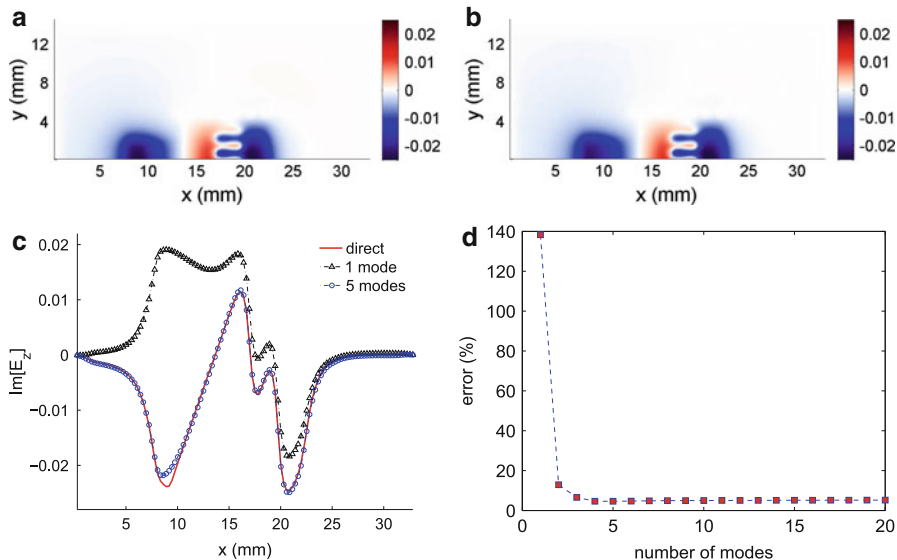 a
y (mm)
12
8
4
5 10 15 20 25 30
x (mm)
0.02
0.01
0
-0.01
-0.02
b
y (mm)
12
8
4
5 10 15 20 25 30
x (mm)
0.02
0.01
0
-0.01
-0.02
c
Im[E_z]
0.02
0.01
0
−0.01
−0.02
direct
1 mode
5 modes
5 10 15 20 25 30
x (mm)
d
error (%)
140
120
100
80
60
40
20
0
0 5 10 15 20
number of modes